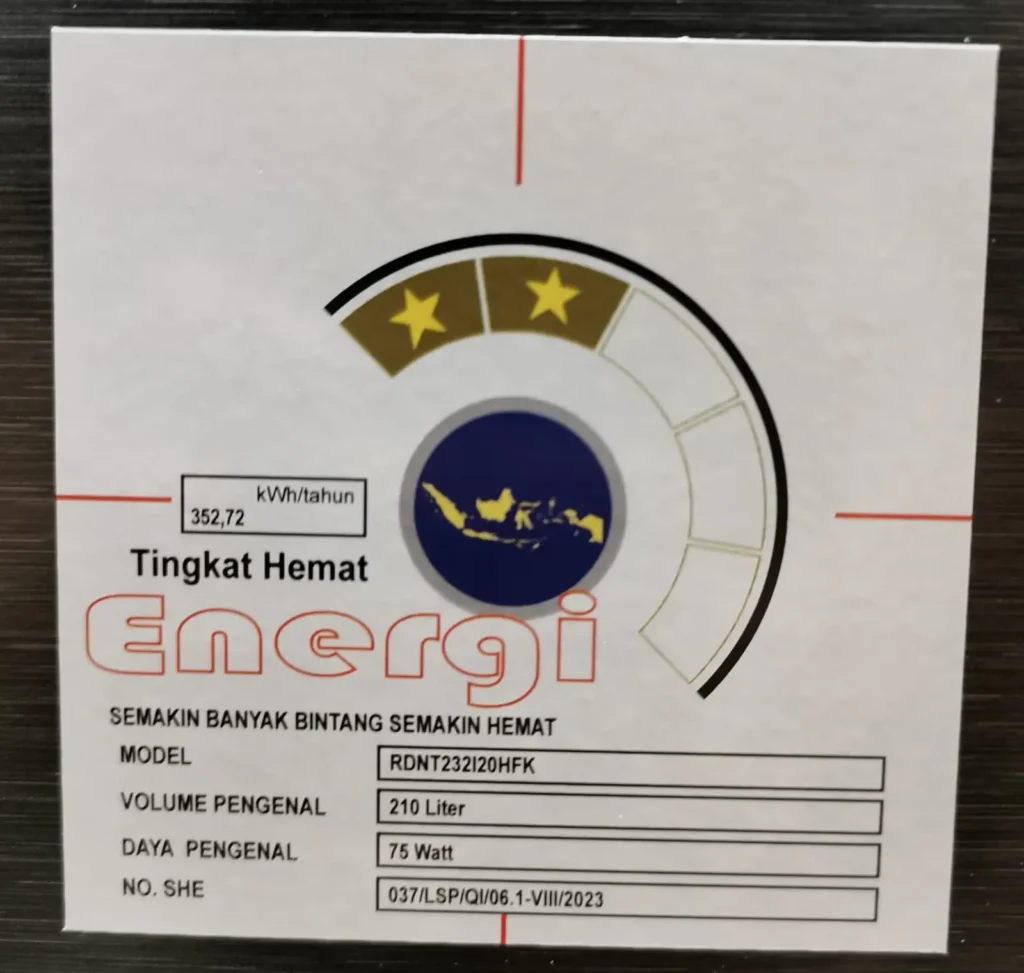 kWh/tahun
352,72
Tingkat Hemat
Energi
SEMAKIN BANYAK BINTANG SEMAKIN HEMAT
MODEL RDNT232I20HFK
VOLUME PENGENAL 210 Liter
DAYA PENGENAL 75 Watt
NO. SHE 037/LSP/QI/06.1-VIII/2023